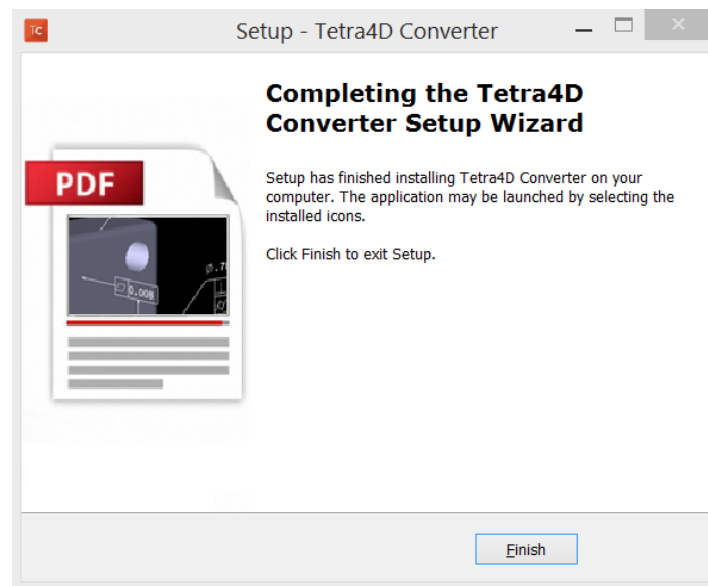 TC
Setup - Tetra4D Converter
Completing the Tetra4D
Converter Setup Wizard
Setup has finished installing Tetra4D Converter on your
computer. The application may be launched by selecting the
installed icons.
Click Finish to exit Setup.
PDF
0.008
Finish